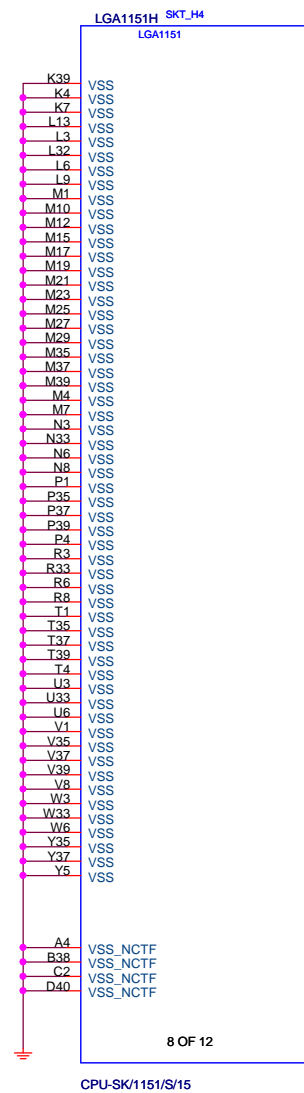 LGA1151H SKT_H4
LGA1151
K39 VSS
K4 VSS
K7 VSS
L13 VSS
L3 VSS
L32 VSS
L6 VSS
L9 VSS
M1 VSS
M10 VSS
M12 VSS
M15 VSS
M17 VSS
M19 VSS
M21 VSS
M23 VSS
M25 VSS
M27 VSS
M29 VSS
M35 VSS
M37 VSS
M39 VSS
M4 VSS
M7 VSS
N3 VSS
N33 VSS
N6 VSS
N8 VSS
P1 VSS
P35 VSS
P37 VSS
P39 VSS
P4 VSS
R3 VSS
R33 VSS
R6 VSS
R8 VSS
T1 VSS
T35 VSS
T37 VSS
T39 VSS
T4 VSS
U3 VSS
U33 VSS
U6 VSS
V1 VSS
V35 VSS
V37 VSS
V39 VSS
V8 VSS
W3 VSS
W33 VSS
W6 VSS
Y35 VSS
Y37 VSS
Y5 VSS
A4 VSS_NCTF
B38 VSS_NCTF
C2 VSS_NCTF
D40 VSS_NCTF
8 OF 12
CPU-SK/1151/S/15